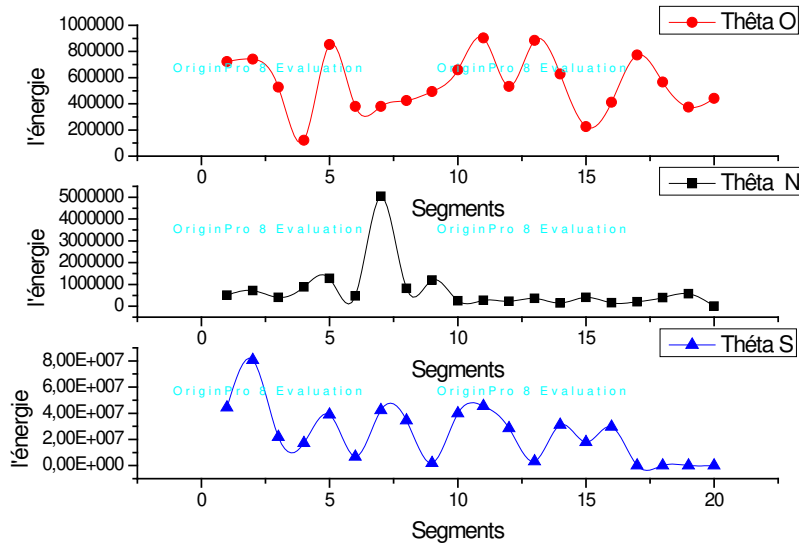 1000000
Thêta O
800000
OriginPro 8 Evaluation OriginPro 8 Evaluation
600000
400000
200000
0
l'énergie
0 5 10 15 20
Segments
5000000
Thêta N
4000000
OriginPro 8 Evaluation OriginPro 8 Evaluation
3000000
2000000
1000000
0
l'énergie
0 5 10 15 20
Segments
8,00E+007
Théta S
6,00E+007
OriginPro 8 Evaluation OriginPro 8 Evaluation
4,00E+007
2,00E+007
0,00E+000
l'énergie
0 5 10 15 20
Segments